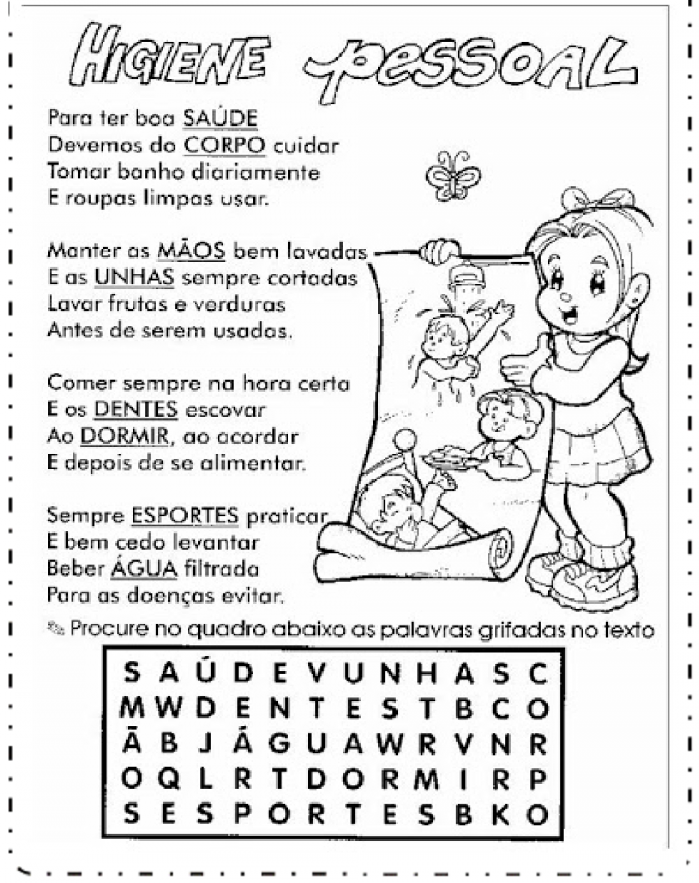 HIGIENE pessoal
Para ter boa SAÚDE
Devemos do CORPO cuidar
Tomar banho diariamente
E roupas limpas usar.
Manter as MÃOS bem lavadas
E as UNHAS sempre cortadas
Lavar frutas e verduras
Antes de serem usadas.
Comer sempre na hora certa
E os DENTES escovar
Ao DORMIR, ao acordar
E depois de se alimentar.
Sempre ESPORTES praticar
E bem cedo levantar
Beber ÁGUA filtrada
Para as doenças evitar.
Procure no quadro abaixo as palavras grifadas no texto
S A Ú D E V U N H A S C
M W D E N T E S T B C O
Ã B J Á G U A W R V N R
O Q L R T D O R M I R P
S E S P O R T E S B K O